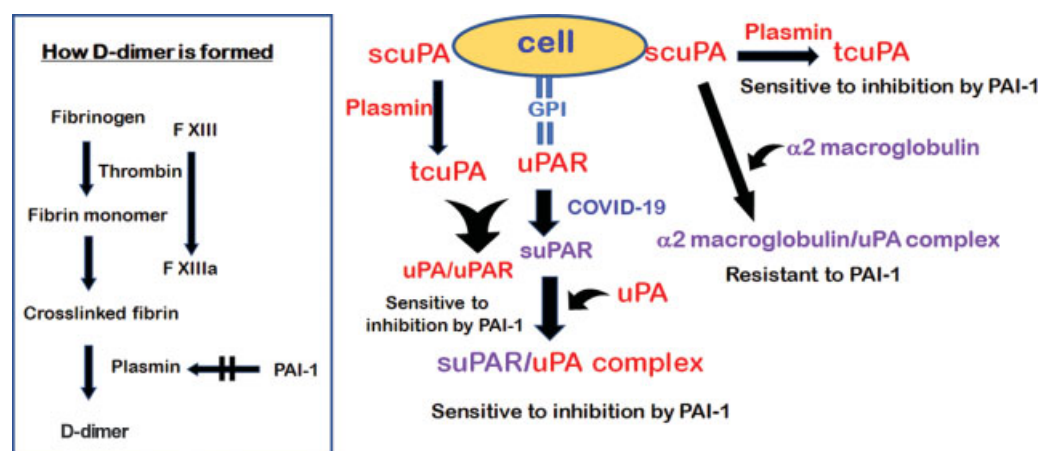 How D-dimer is formed
Fibrinogen
F XIII
Thrombin
Fibrin monomer
F XIIIa
Crosslinked fibrin
Plasmin
PAI-1
D-dimer
scuPA
cell
scuPA
Plasmin
tcuPA
Sensitive to inhibition by PAI-1
Plasmin
GPI
tcuPA
uPAR
α2 macroglobulin
COVID-19
suPAR
α2 macroglobulin/uPA complex
Resistant to PAI-1
uPA/uPAR
Sensitive to
inhibition by PAI-1
uPA
suPAR/uPA complex
Sensitive to inhibition by PAI-1